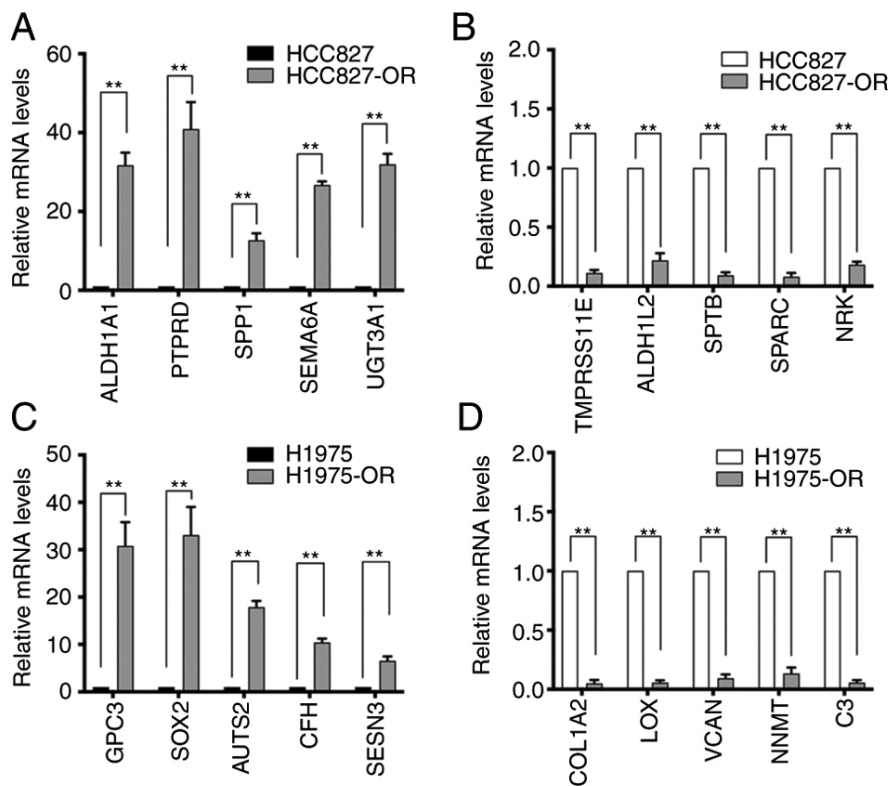 A
Relative mRNA levels
60
40
20
0
HCC827
HCC827-OR
**
**
**
**
**
ALDH1A1
PTPRD
SPP1
SEMA6A
UGT3A1
B
Relative mRNA levels
2.0
1.5
1.0
0.5
0.0
HCC827
HCC827-OR
**
**
**
**
**
TMPRSS11E
ALDH1L2
SPTB
SPARC
NRK
C
Relative mRNA levels
50
40
30
20
10
0
H1975
H1975-OR
**
**
**
**
**
GPC3
SOX2
AUTS2
CFH
SESN3
D
Relative mRNA levels
2.0
1.5
1.0
0.5
0.0
H1975
H1975-OR
**
**
**
**
**
COL1A2
LOX
VCAN
NNMT
C3